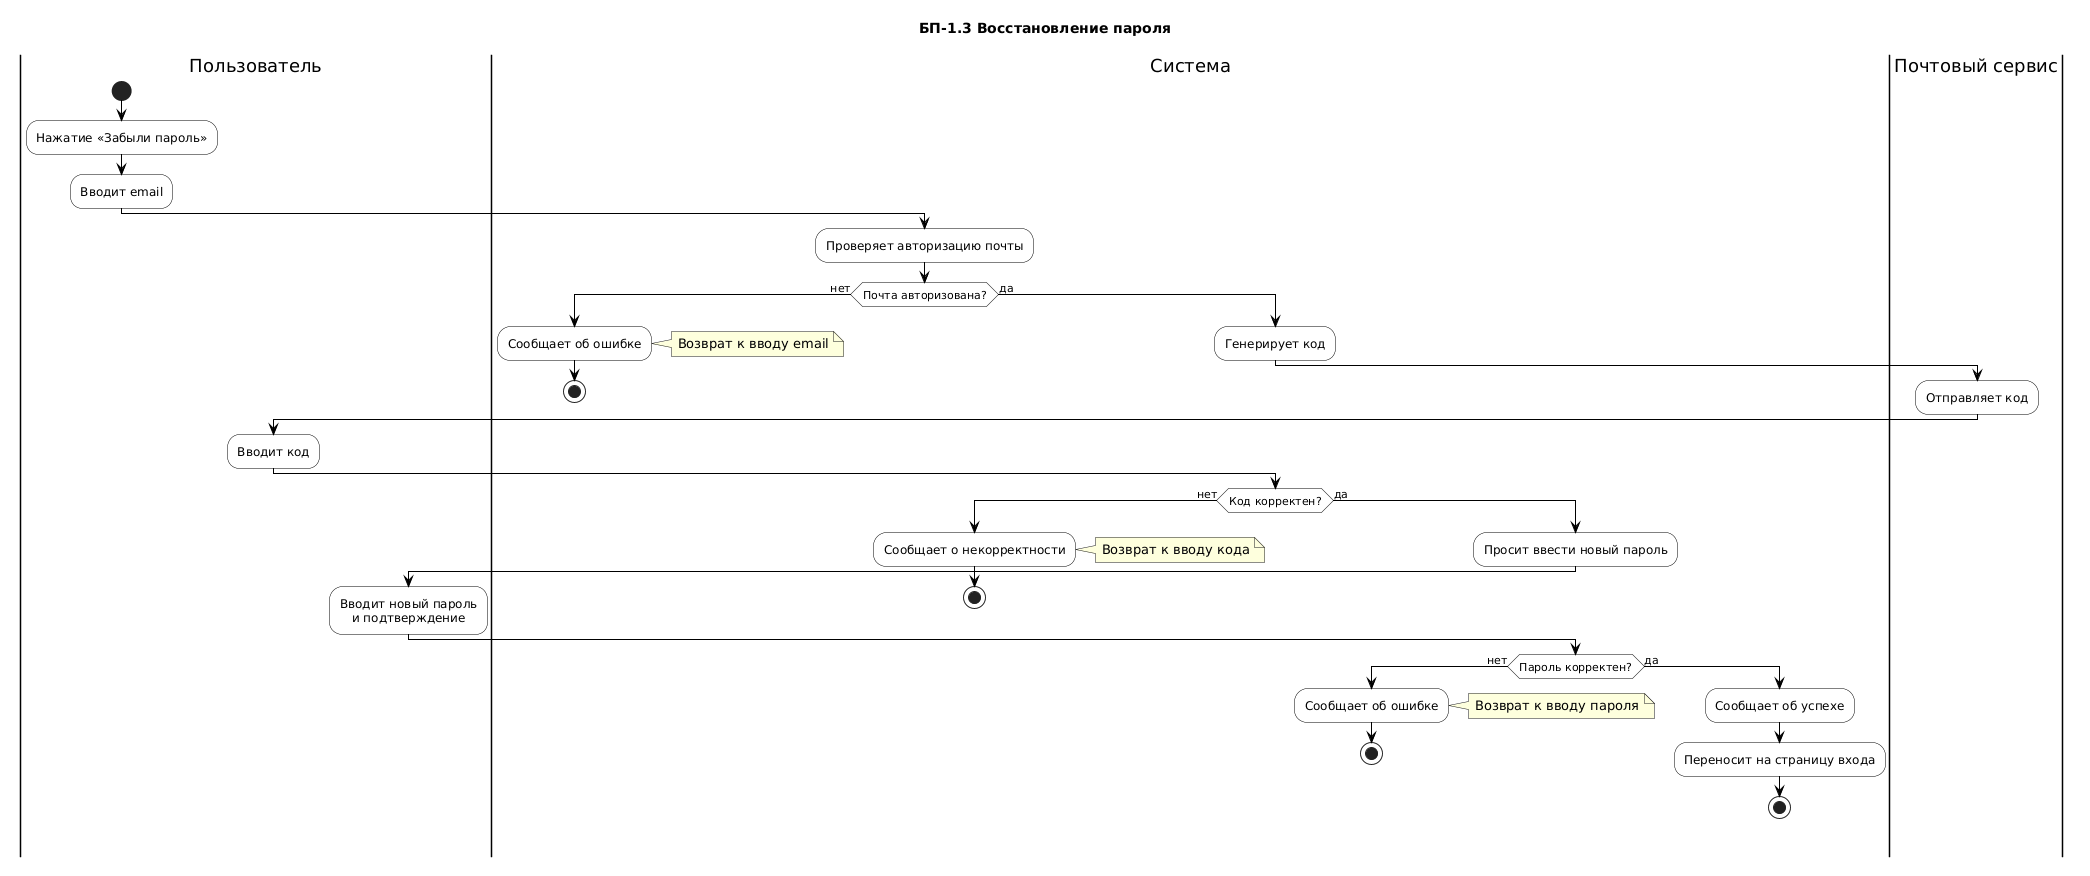 БП-1.3 Восстановление пароля
Пользователь
Система
Почтовый сервис
Нажатие «Забыли пароль»
Вводит email
Проверяет авторизацию почты
нет
Почта авторизована?
да
Сообщает об ошибке
Возврат к вводу email
Генерирует код
Отправляет код
Вводит код
нет
Код корректен?
да
Сообщает о некорректности
Возврат к вводу кода
Просит ввести новый пароль
Вводит новый пароль
и подтверждение
нет
Пароль корректен?
да
Сообщает об ошибке
Возврат к вводу пароля
Сообщает об успехе
Переносит на страницу входа